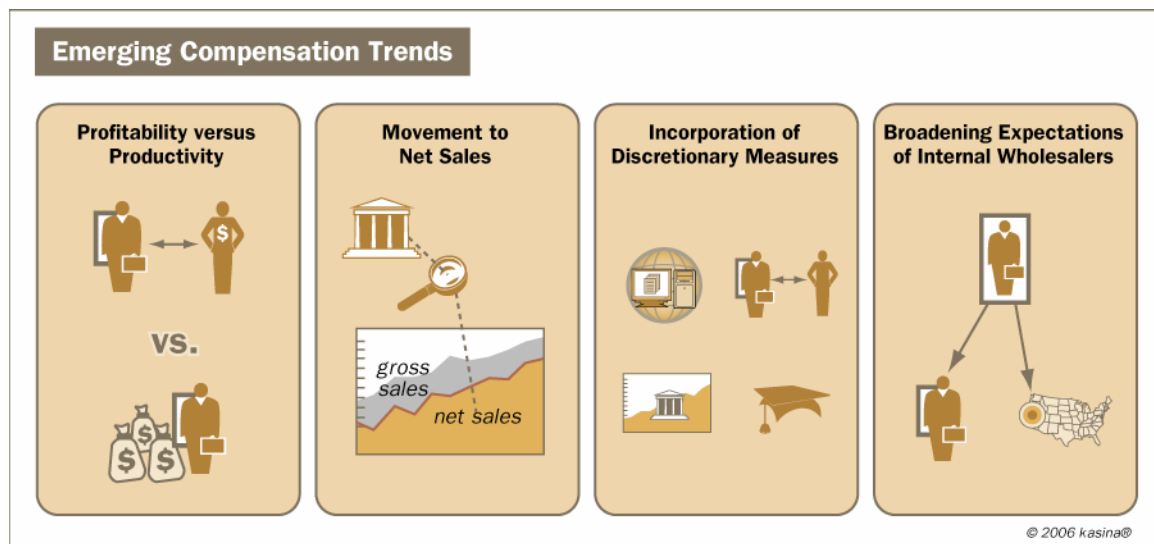 Emerging Compensation Trends
Profitability versus
Productivity
$
vs.
$
$
$
Movement to
Net Sales
gross
sales
net sales
Incorporation of
Discretionary Measures
Broadening Expectations
of Internal Wholesalers
© 2006 kasina®